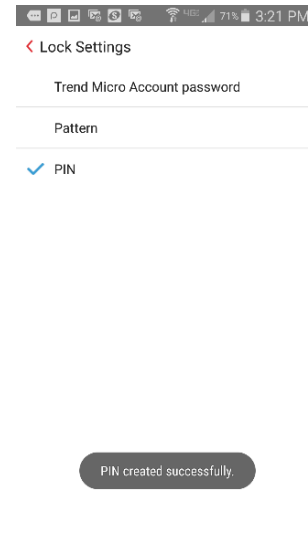 71% 3:21 PM
Lock Settings
Trend Micro Account password
Pattern
PIN
PIN created successfully.